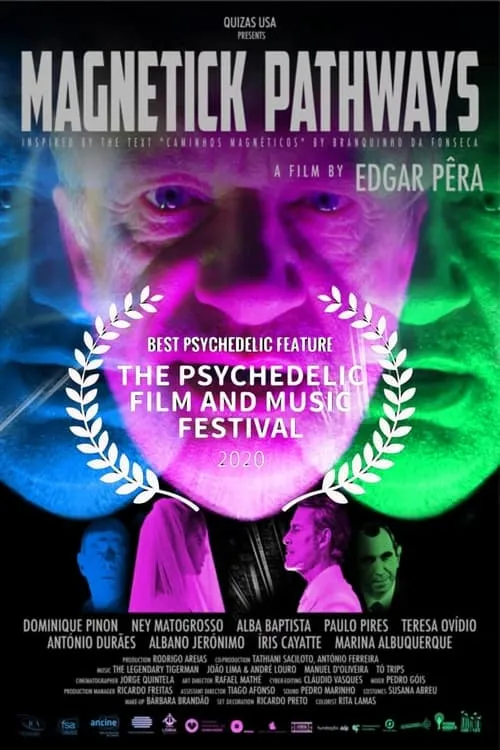 QUIZAS USA
PRESENTS
MAGNETICK PATHWAYS
INSPIRED BY THE TEXT "CAMINHOS MAGNÉTICOS" BY BRANQUINHO DA FONSECA
A FILM BY EDGAR PÊRA
BEST PSYCHEDELIC FEATURE
THE PSYCHEDELIC
FILM AND MUSIC
FESTIVAL
2020
DOMINIQUE PINON NEY MATOGROSSO ALBA BAPTISTA PAULO PIRES TERESA OVÍDIO
ANTÓNIO DURÃES ALBANO JERÓNIMO ÍRIS CAYATTE MARINA ALBUQUERQUE
PRODUCTION RODRIGO AREIAS CO-PRODUCTION TATHIANI SACILOTO, ANTÓNIO FERREIRA
MUSIC THE LEGENDARY TIGERMAN JOÃO LIMA & ANDRÉ LOURO MANUEL D'OLIVEIRA TÓ TRIPS
CINEMATOGRAPHER JORGE QUINTELA ART DIRECTOR RAFAEL MATHÉ CYBER-EDITING CLÁUDIO VASQUES MIXER PEDRO GÓIS
PRODUCTION MANAGER RICARDO FREITAS ASSISTANT DIRECTOR TIAGO AFONSO SOUND PEDRO MARINHO COSTUMES SUSANA ABREU
MAKE-UP BÁRBARA BRANDÃO SET DECORATION RICARDO PRETO COLORIST RITA LAMAS
fsa ancine